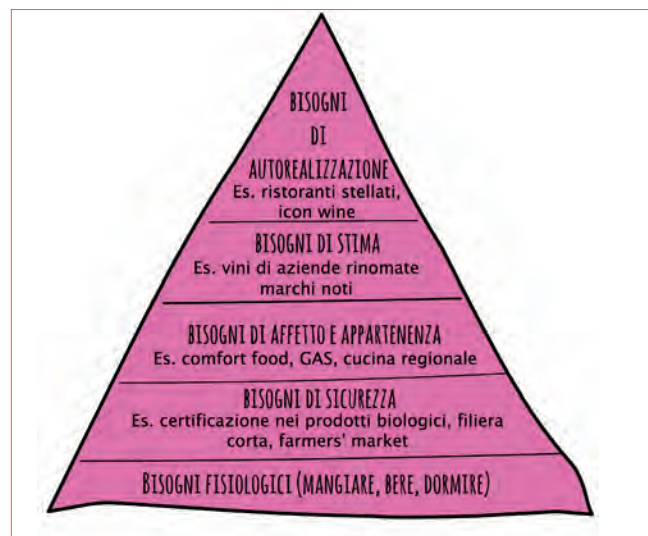 BISOGNI
DI
AUTOREALIZZAZIONE
Es. ristoranti stellati,
icon wine
BISOGNI DI STIMA
Es. vini di aziende rinomate
marchi noti
BISOGNI DI AFFETTO E APPARTENENZA
Es. comfort food, GAS, cucina regionale
BISOGNI DI SICUREZZA
Es. certificazione nei prodotti biologici, filiera
corta, farmers' market
BISOGNI FISIOLOGICI (MANGIARE, BERE, DORMIRE)